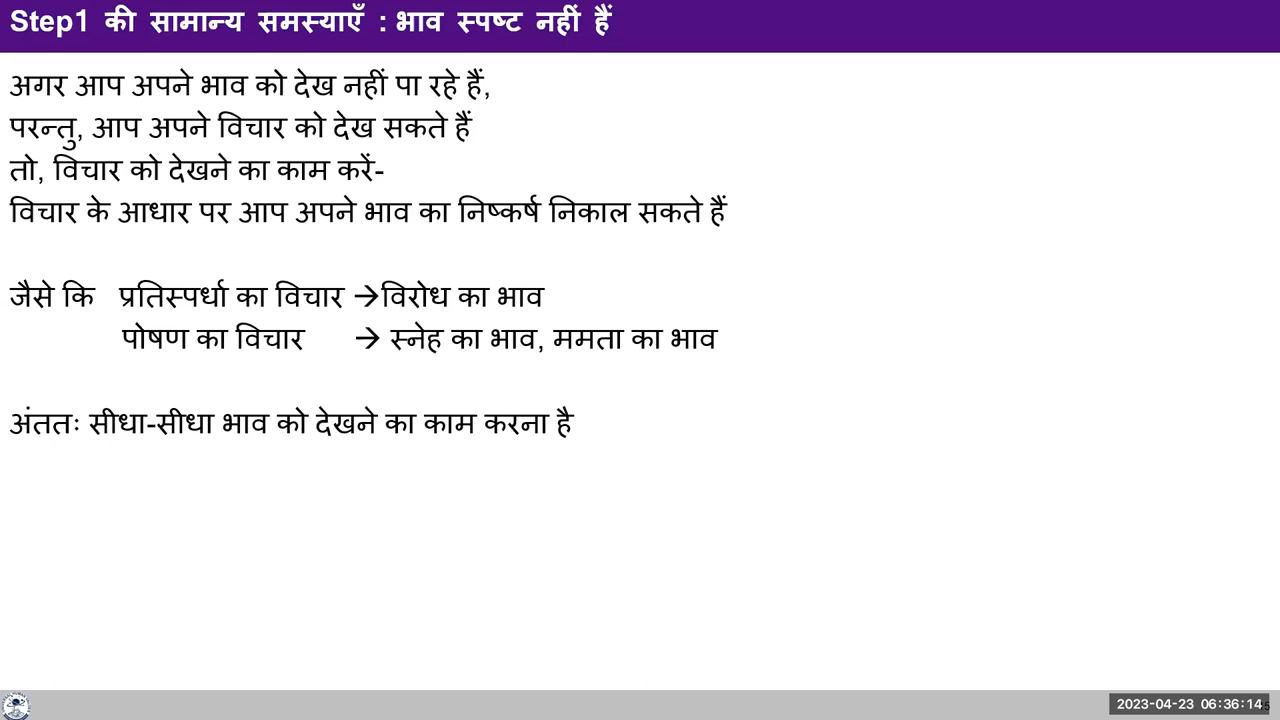 Step1 की सामान्य समस्याएँ : भाव स्पष्ट नहीं हैं
अगर आप अपने भाव को देख नहीं पा रहे हैं,
परन्तु, आप अपने विचार को देख सकते हैं
तो, विचार को देखने का काम करें-
विचार के आधार पर आप अपने भाव का निष्कर्ष निकाल सकते हैं
जैसे कि प्रतिस्पर्धा का विचार →विरोध का भाव
पोषण का विचार → स्नेह का भाव, ममता का भाव
अंततः सीधा-सीधा भाव को देखने का काम करना है
2023-04-23 06:36:14